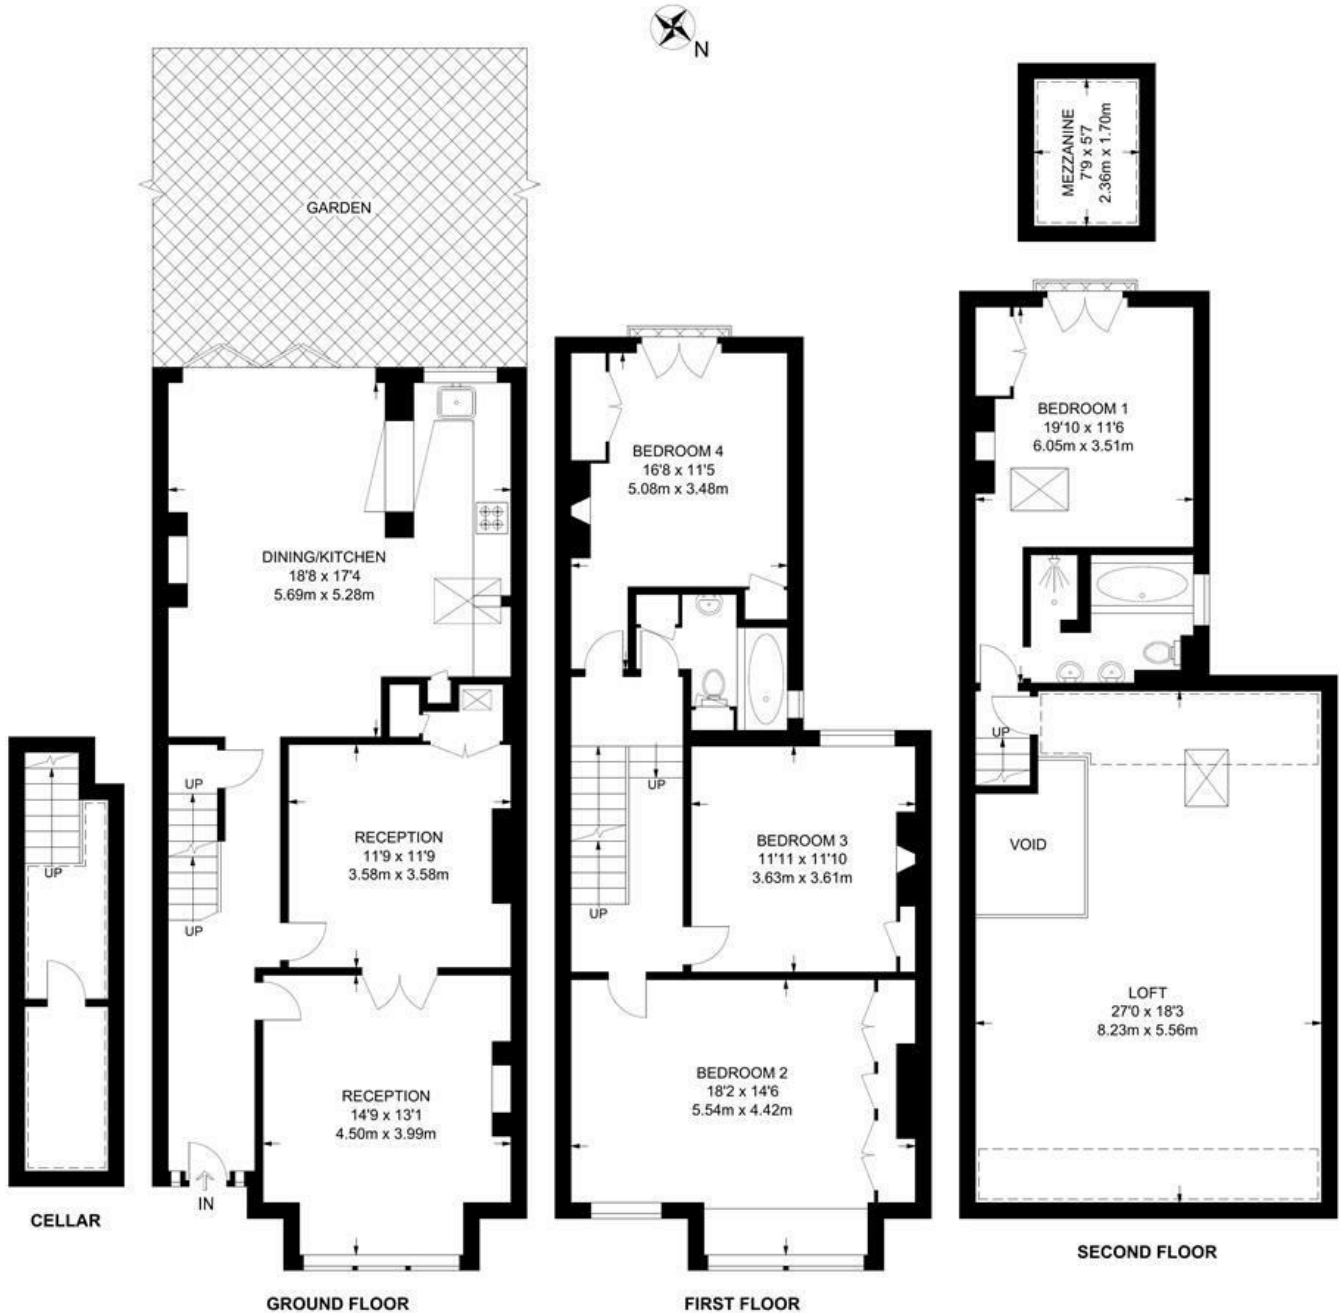 N
GARDEN
MEZZANINE
7'9 x 5'7
2.36m x 1.70m
DINING/KITCHEN
18'8 x 17'4
5.69m x 5.28m
BEDROOM 4
16'8 x 11'5
5.08m x 3.48m
BEDROOM 1
19'10 x 11'6
6.05m x 3.51m
UP
UP
UP
UP
RECEPTION
11'9 x 11'9
3.58m x 3.58m
UP
UP
BEDROOM 3
11'11 x 11'10
3.63m x 3.61m
VOID
LOFT
27'0 x 18'3
8.23m x 5.56m
RECEPTION
14'9 x 13'1
4.50m x 3.99m
BEDROOM 2
18'2 x 14'6
5.54m x 4.42m
IN
CELLAR
GROUND FLOOR
FIRST FLOOR
SECOND FLOOR